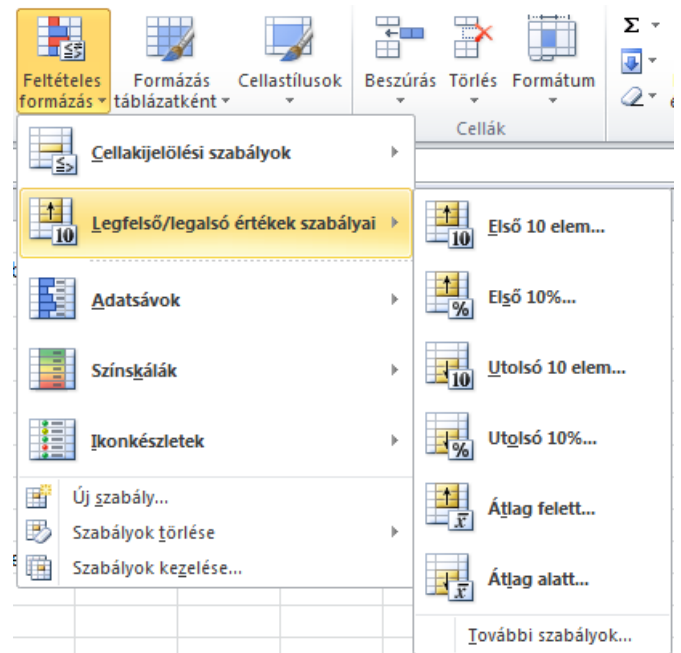 Feltételes formázás
Formázás táblázatként
Cellastílusok
Beszúrás
Törlés
Formátum
Σ
Cellák
Cellakijelölési szabályok
Legfelső/legalsó értékek szabályai
Adatsávok
Színskálák
Ikonkészletek
Új szabály...
Szabályok törlése
Szabályok kezelése...
10
Első 10 elem...
%
Első 10%...
10
Utolsó 10 elem...
%
Utolsó 10%...
x̄
Átlag felett...
x̄
Átlag alatt...
További szabályok...